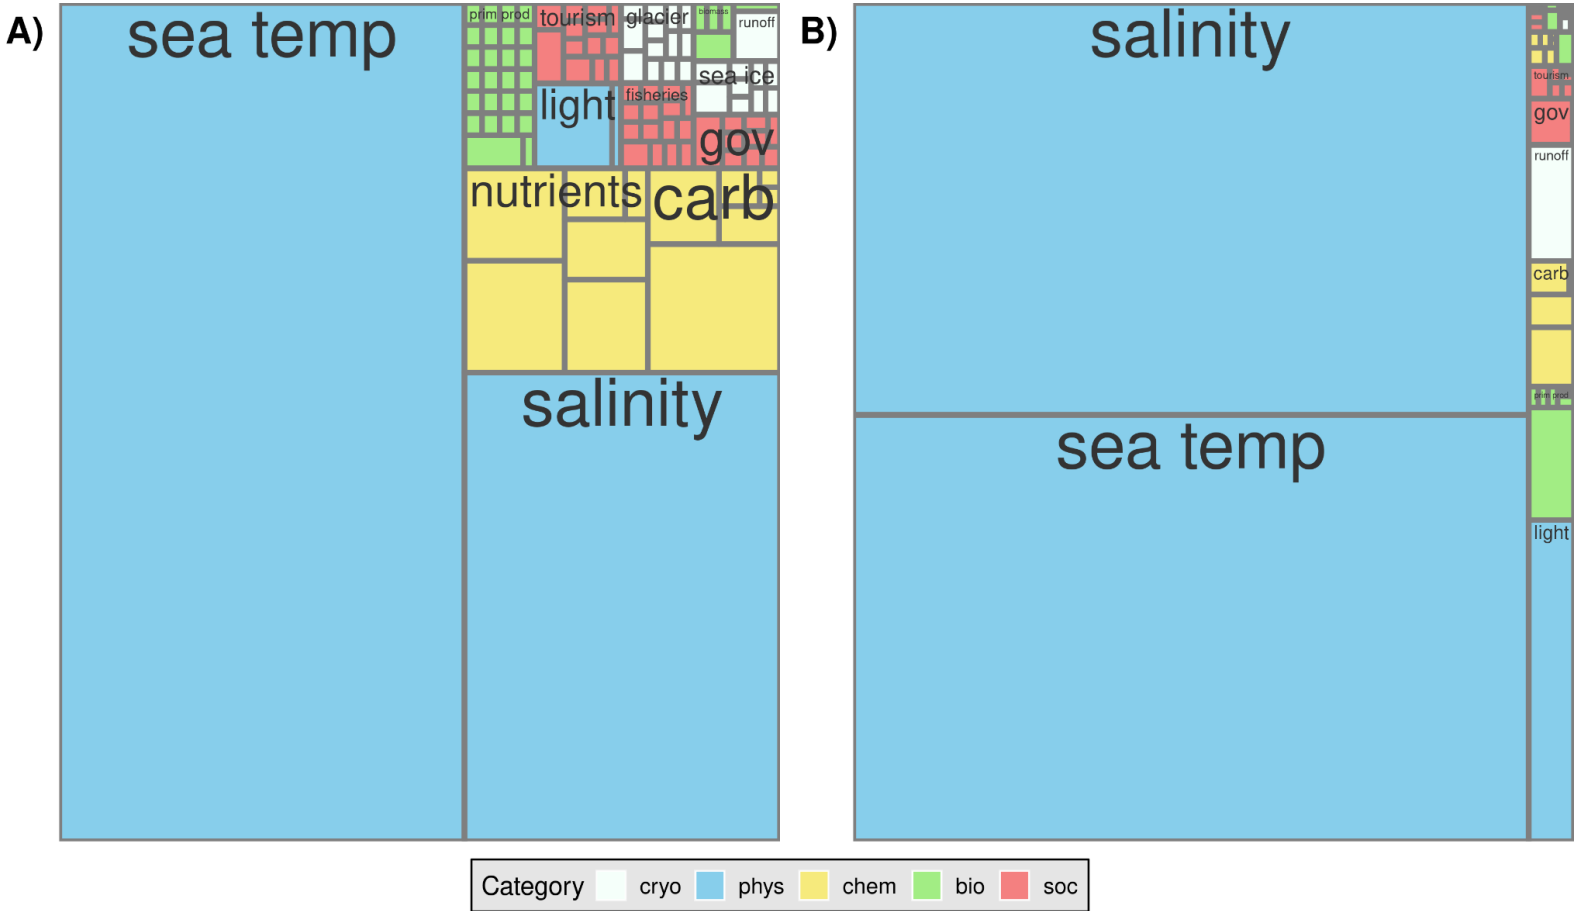 A)
sea temp
prim prod
tourism
glacier
biomass
runoff
sea ice
light
fisheries
gov
nutrients
carb
salinity
B)
salinity
sea temp
tourism
gov
runoff
carb
prim prod
light
Category cryo phys chem bio soc